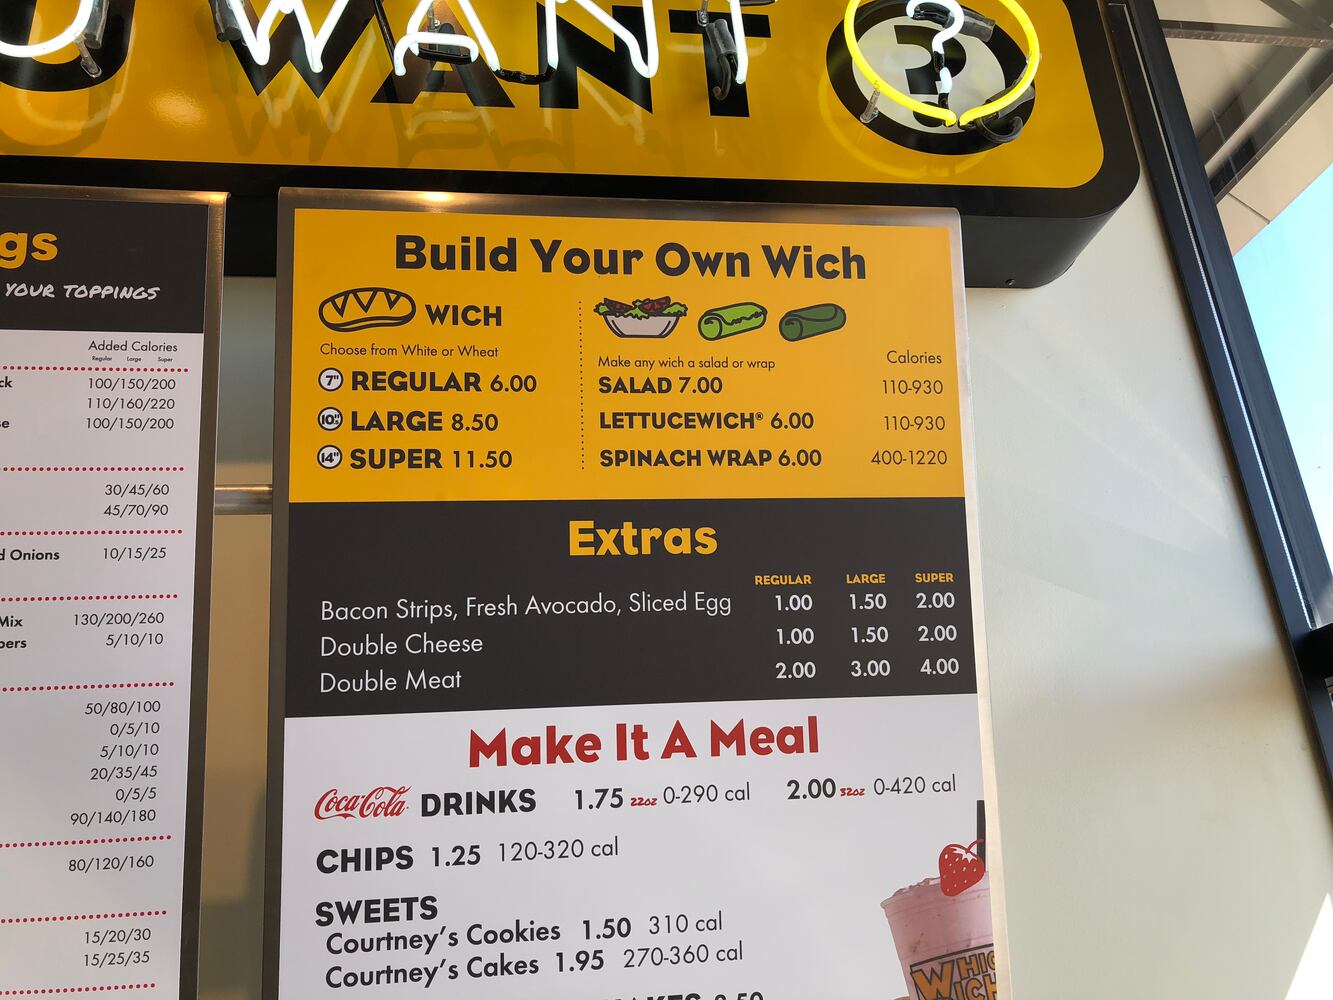 U WANT ?
gs
YOUR TOPPINGS
Added Calories
Regular Large Super
ck 100/150/200
110/160/220
se 100/150/200
30/45/60
45/70/90
d Onions 10/15/25
Mix 130/200/260
pers 5/10/10
50/80/100
0/5/10
5/10/10
20/35/45
0/5/5
90/140/180
80/120/160
15/20/30
15/25/35
Build Your Own Wich
WICH
Choose from White or Wheat
7" REGULAR 6.00
10" LARGE 8.50
14" SUPER 11.50
Make any wich a salad or wrap Calories
SALAD 7.00 110-930
LETTUCEWICH® 6.00 110-930
SPINACH WRAP 6.00 400-1220
Extras
REGULAR LARGE SUPER
Bacon Strips, Fresh Avocado, Sliced Egg 1.00 1.50 2.00
Double Cheese 1.00 1.50 2.00
Double Meat 2.00 3.00 4.00
Make It A Meal
Coca-Cola DRINKS 1.75 22oz 0-290 cal 2.00 32oz 0-420 cal
CHIPS 1.25 120-320 cal
SWEETS
Courtney's Cookies 1.50 310 cal
Courtney's Cakes 1.95 270-360 cal
WHIC
WICH